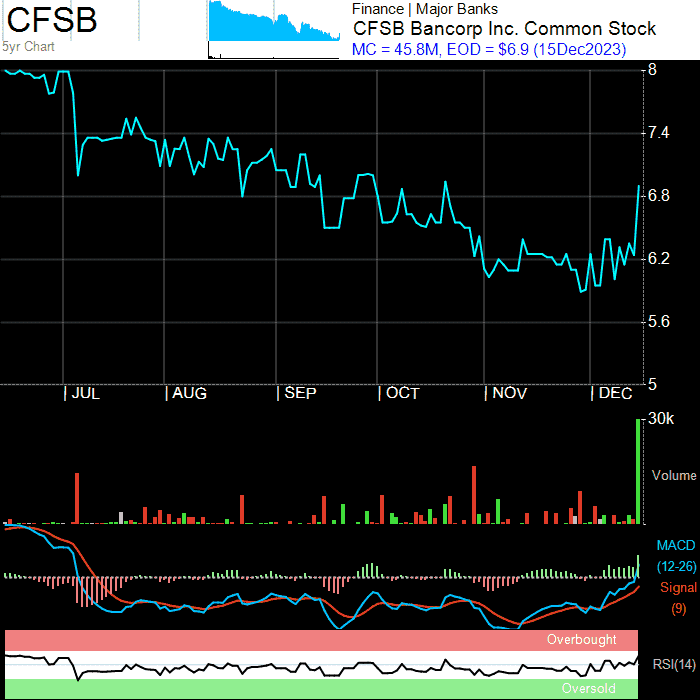 CFSB
5yr Chart
Finance | Major Banks
CFSB Bancorp Inc. Common Stock
MC = 45.8M, EOD = $6.9 (15Dec2023)
8
7.4
6.8
6.2
5.6
5
| JUL | AUG | SEP | OCT | NOV | DEC
30k
Volume
MACD
(12-26)
Signal
(9)
Overbought
RSI(14)
Oversold